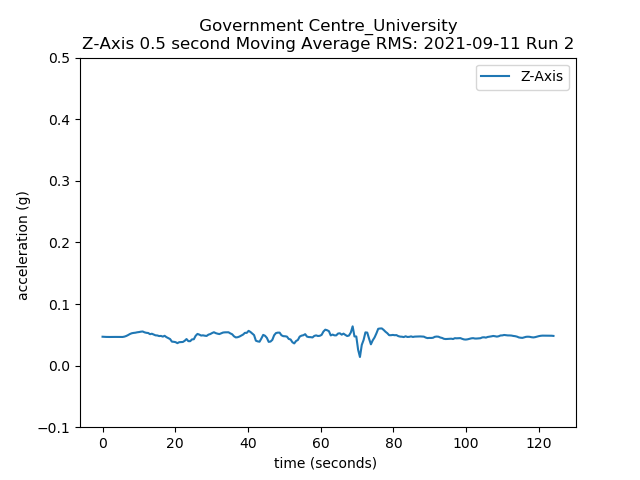 Government Centre_University
Z-Axis 0.5 second Moving Average RMS: 2021-09-11 Run 2
Z-Axis
acceleration (g)
0.5
0.4
0.3
0.2
0.1
0.0
−0.1
0 20 40 60 80 100 120
time (seconds)